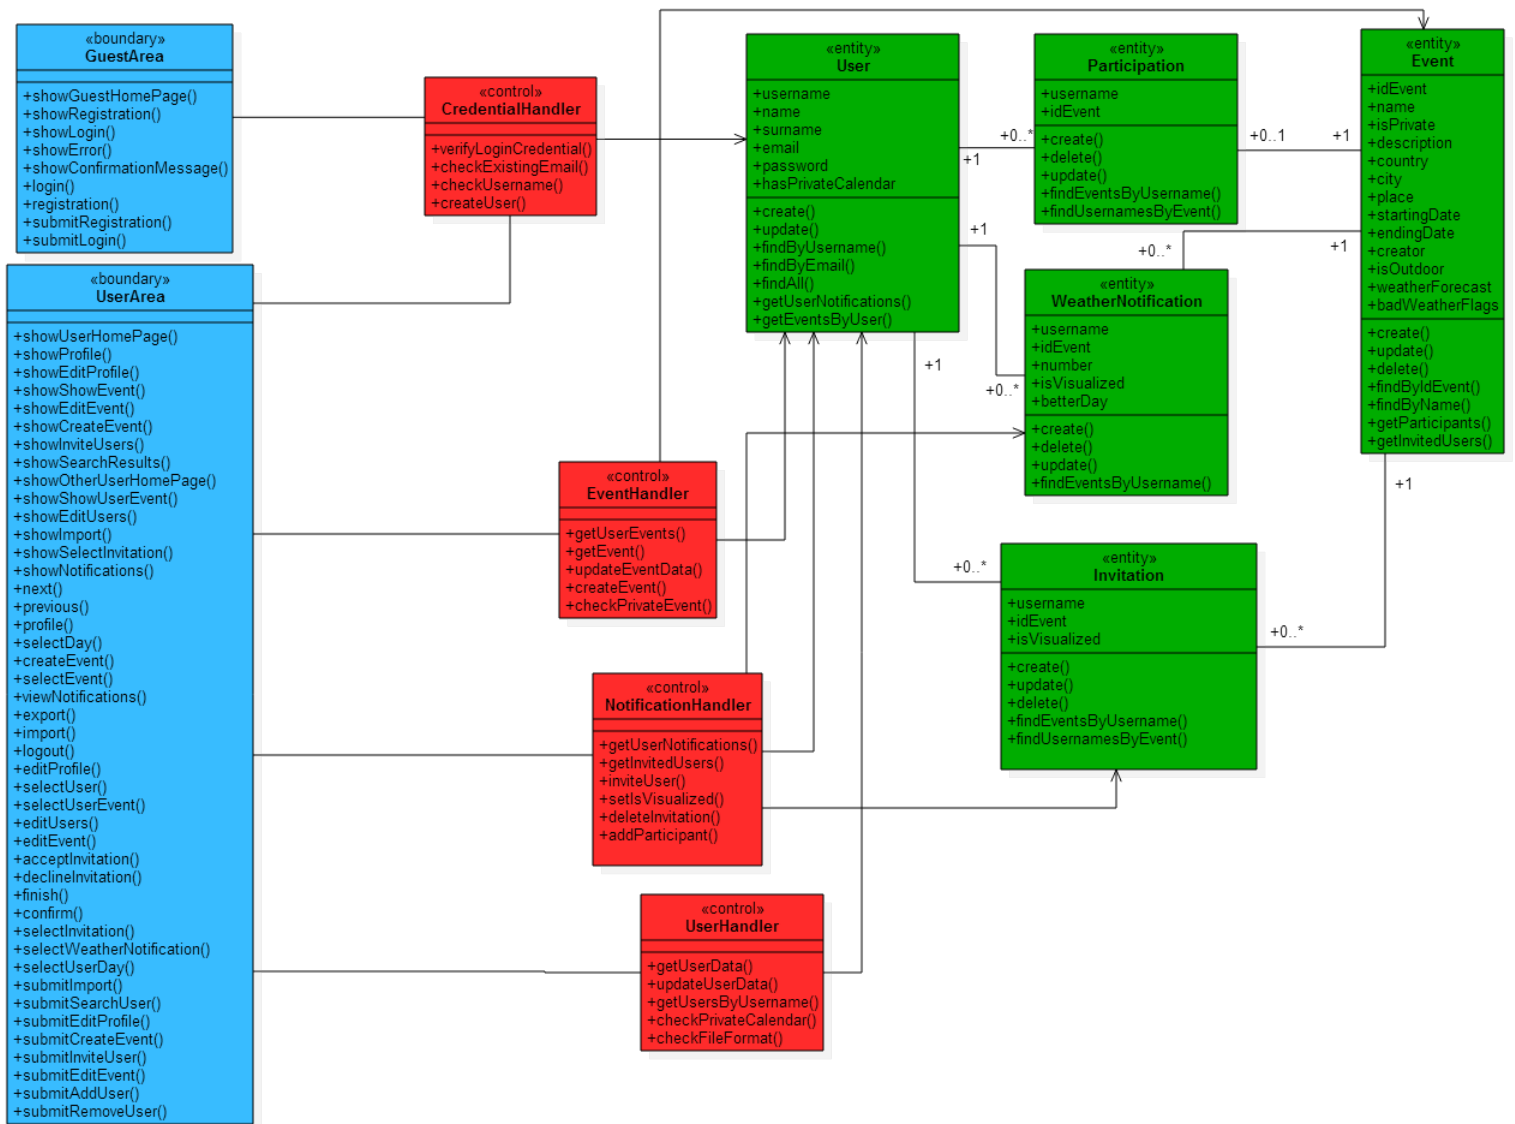 «boundary»
GuestArea
+showGuestHomePage()
+showRegistration()
+showLogin()
+showError()
+showConfirmationMessage()
+login()
+registration()
+submitRegistration()
+submitLogin()
«boundary»
UserArea
+showUserHomePage()
+showProfile()
+showEditProfile()
+showShowEvent()
+showEditEvent()
+showCreateEvent()
+showInviteUsers()
+showSearchResults()
+showOtherUserHomePage()
+showShowUserEvent()
+showEditUsers()
+showImport()
+showSelectInvitation()
+showNotifications()
+next()
+previous()
+profile()
+selectDay()
+createEvent()
+selectEvent()
+viewNotifications()
+export()
+import()
+logout()
+editProfile()
+selectUser()
+selectUserEvent()
+editUsers()
+editEvent()
+acceptInvitation()
+declineInvitation()
+finish()
+confirm()
+selectInvitation()
+selectWeatherNotification()
+selectUserDay()
+submitImport()
+submitSearchUser()
+submitEditProfile()
+submitCreateEvent()
+submitInviteUser()
+submitEditEvent()
+submitAddUser()
+submitRemoveUser()
«control»
CredentialHandler
+verifyLoginCredential()
+checkExistingEmail()
+checkUsername()
+createUser()
«control»
EventHandler
+getUserEvents()
+getEvent()
+updateEventData()
+createEvent()
+checkPrivateEvent()
«control»
NotificationHandler
+getUserNotifications()
+getInvitedUsers()
+inviteUser()
+setIsVisualized()
+deleteInvitation()
+addParticipant()
«control»
UserHandler
+getUserData()
+updateUserData()
+getUsersByUsername()
+checkPrivateCalendar()
+checkFileFormat()
«entity»
User
+username
+name
+surname
+email
+password
+hasPrivateCalendar
+create()
+update()
+findByUsername()
+findByEmail()
+findAll()
+getUserNotifications()
+getEventsByUser()
+0..*
+1
+1
+0..*
+1
+0..*
«entity»
Participation
+username
+idEvent
+create()
+delete()
+update()
+findEventsByUsername()
+findUsernamesByEvent()
+0..1
+1
+0..*
+1
«entity»
WeatherNotification
+username
+idEvent
+number
+isVisualized
+betterDay
+create()
+delete()
+update()
+findEventsByUsername()
«entity»
Invitation
+username
+idEvent
+isVisualized
+create()
+update()
+delete()
+findEventsByUsername()
+findUsernamesByEvent()
+0..*
+1
«entity»
Event
+idEvent
+name
+isPrivate
+description
+country
+city
+place
+startingDate
+endingDate
+creator
+isOutdoor
+weatherForecast
+badWeatherFlags
+create()
+update()
+delete()
+findByIdEvent()
+findByName()
+getParticipants()
+getInvitedUsers()